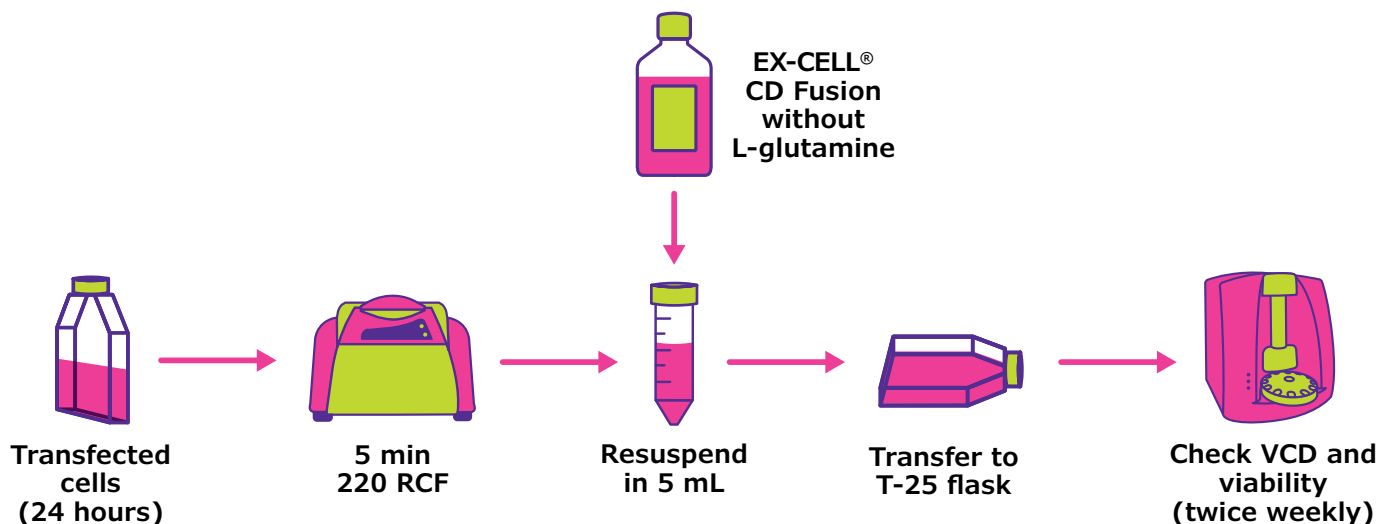 EX-CELL®
CD Fusion
without
L-glutamine
Transfected
cells
(24 hours)
5 min
220 RCF
Resuspend
in 5 mL
Transfer to
T-25 flask
Check VCD and
viability
(twice weekly)